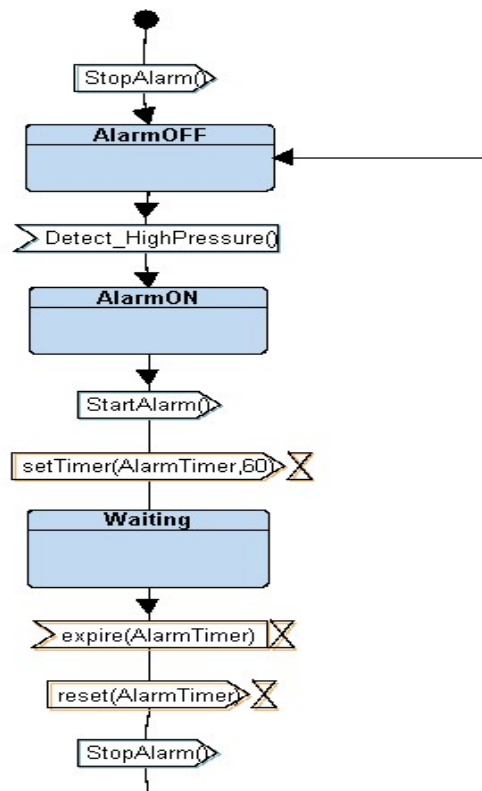 StopAlarm()
AlarmOFF
Detect_HighPressure()
AlarmON
StartAlarm()
setTimer(AlarmTimer,60)
Waiting
expire(AlarmTimer)
reset(AlarmTimer)
StopAlarm()